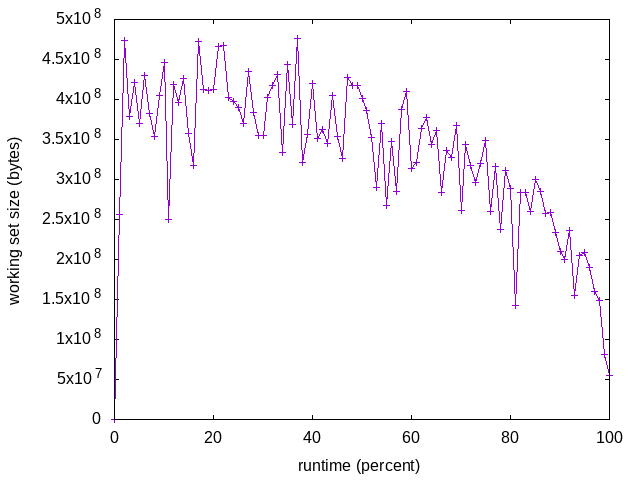 5x10^8
4.5x10^8
4x10^8
3.5x10^8
3x10^8
2.5x10^8
2x10^8
1.5x10^8
1x10^8
5x10^7
0
working set size (bytes)
0 20 40 60 80 100
runtime (percent)